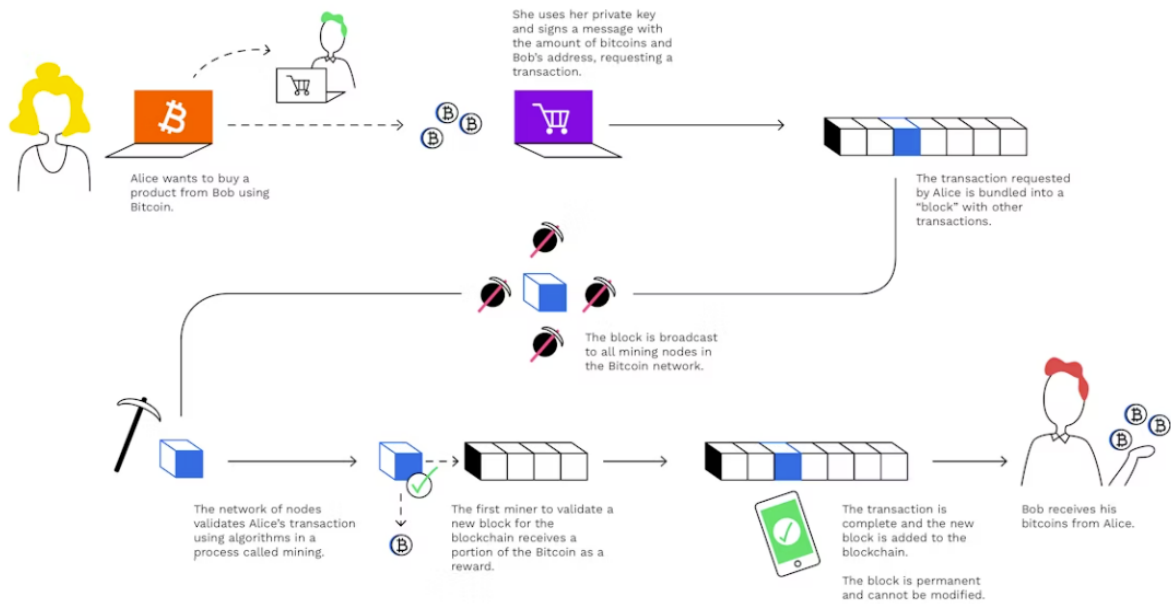 She uses her private key
and signs a message with
the amount of bitcoins and
Bob's address, requesting a
transaction.
Alice wants to buy a
product from Bob using
Bitcoin.
The transaction requested
by Alice is bundled into a
“block” with other
transactions.
The block is broadcast
to all mining nodes in
the Bitcoin network.
The network of nodes
validates Alice's transaction
using algorithms in a
process called mining.
The first miner to validate a
new block for the
blockchain receives a
portion of the Bitcoin as a
reward.
The transaction is
complete and the new
block is added to the
blockchain.
The block is permanent
and cannot be modified.
Bob receives his
bitcoins from Alice.